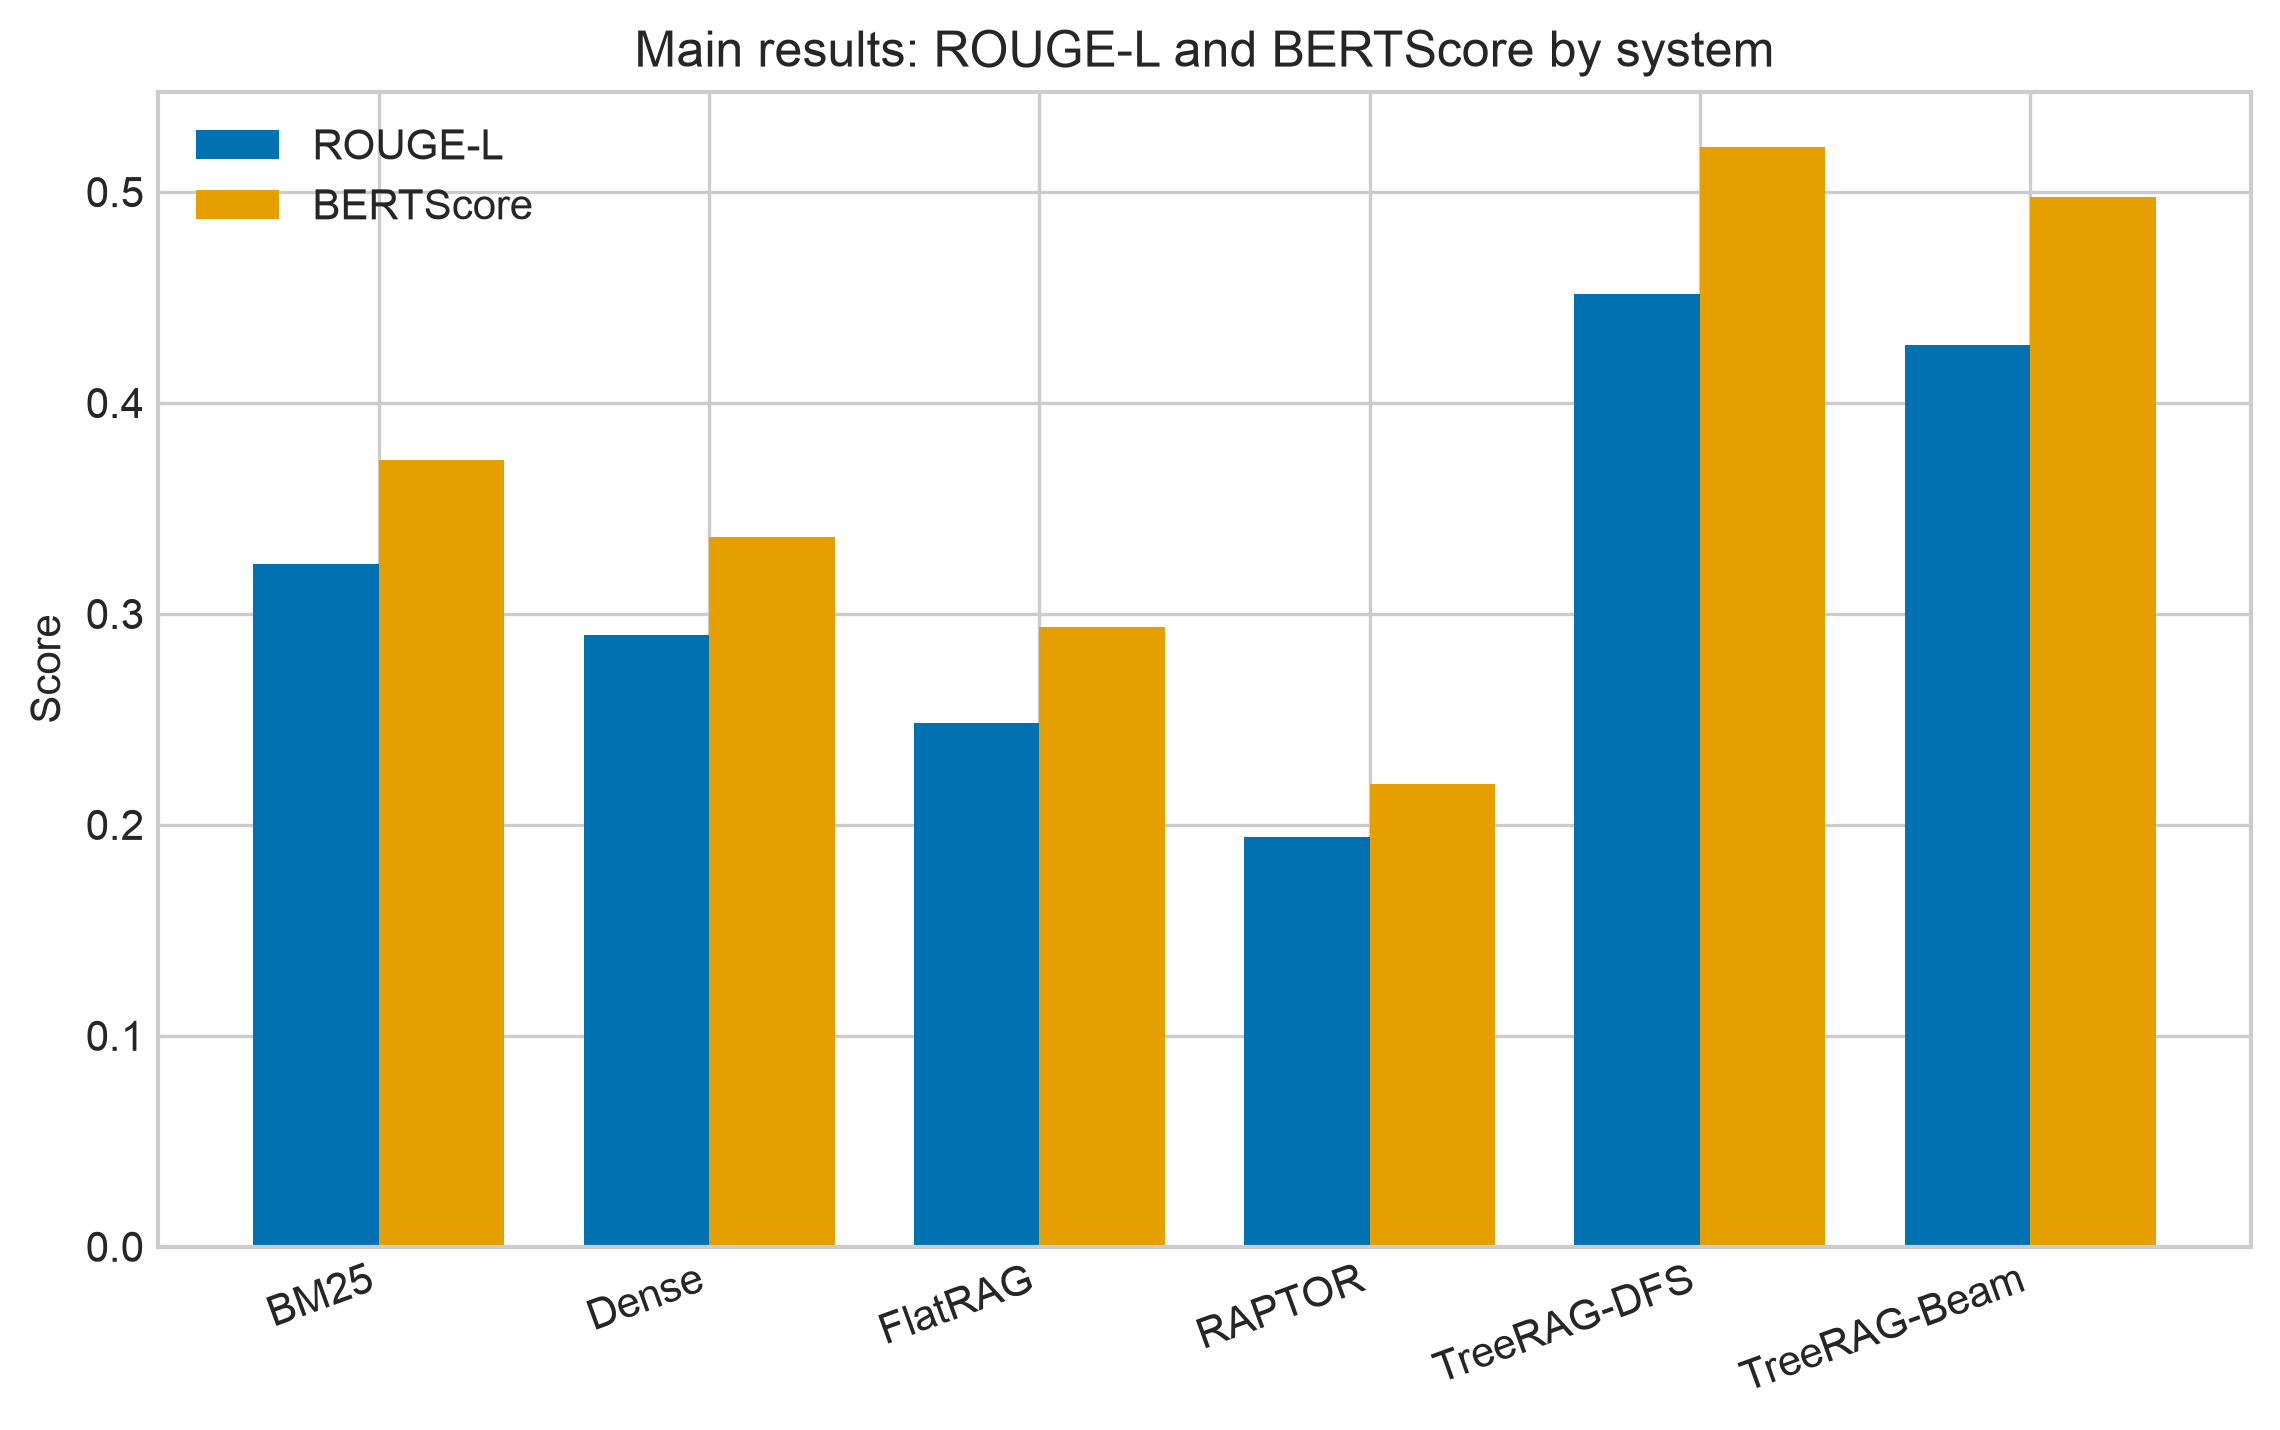 Main results: ROUGE-L and BERTScore by system
ROUGE-L
BERTScore
Score
0.5
0.4
0.3
0.2
0.1
0.0
BM25
Dense
FlatRAG
RAPTOR
TreeRAG-DFS
TreeRAG-Beam